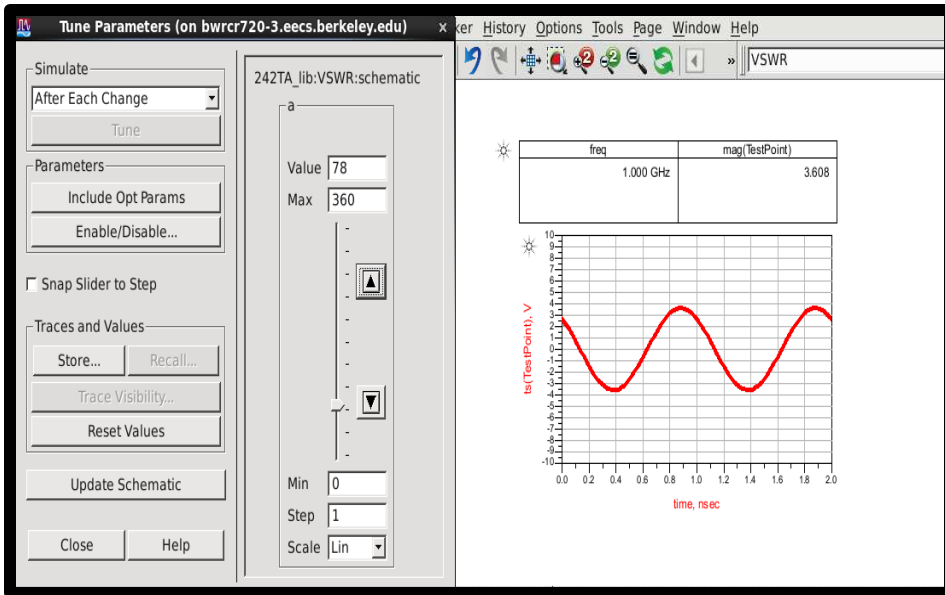 Tune Parameters (on bwrcr720-3.eecs.berkeley.edu) x
ker History Options Tools Page Window Help
» VSWR
Simulate
After Each Change
Tune
Parameters
Include Opt Params
Enable/Disable...
Snap Slider to Step
Traces and Values
Store... Recall...
Trace Visibility...
Reset Values
Update Schematic
Close Help
242TA_lib:VSWR:schematic
a
Value 78
Max 360
Min 0
Step 1
Scale Lin
freq mag(TestPoint)
1.000 GHz 3.608
ts(TestPoint), V
10
9
8
7
6
5
4
3
2
1
0
-1
-2
-3
-4
-5
-6
-7
-8
-9
-10
0.0 0.2 0.4 0.6 0.8 1.0 1.2 1.4 1.6 1.8 2.0
time, nsec